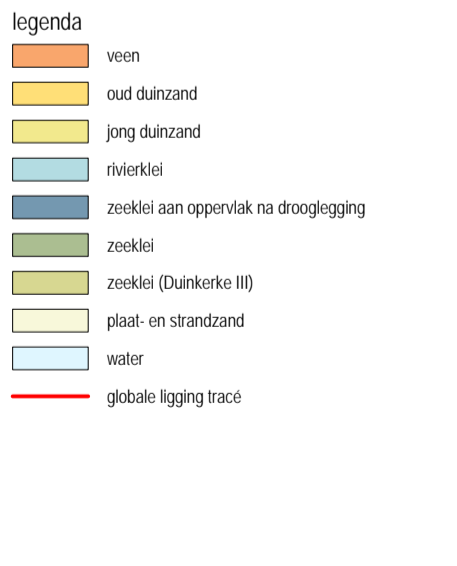 legenda
veen
oud duinzand
jong duinzand
rivierklei
zeeklei aan oppervlak na drooglegging
zeeklei
zeeklei (Duinkerke III)
plaat- en strandzand
water
globale ligging tracé